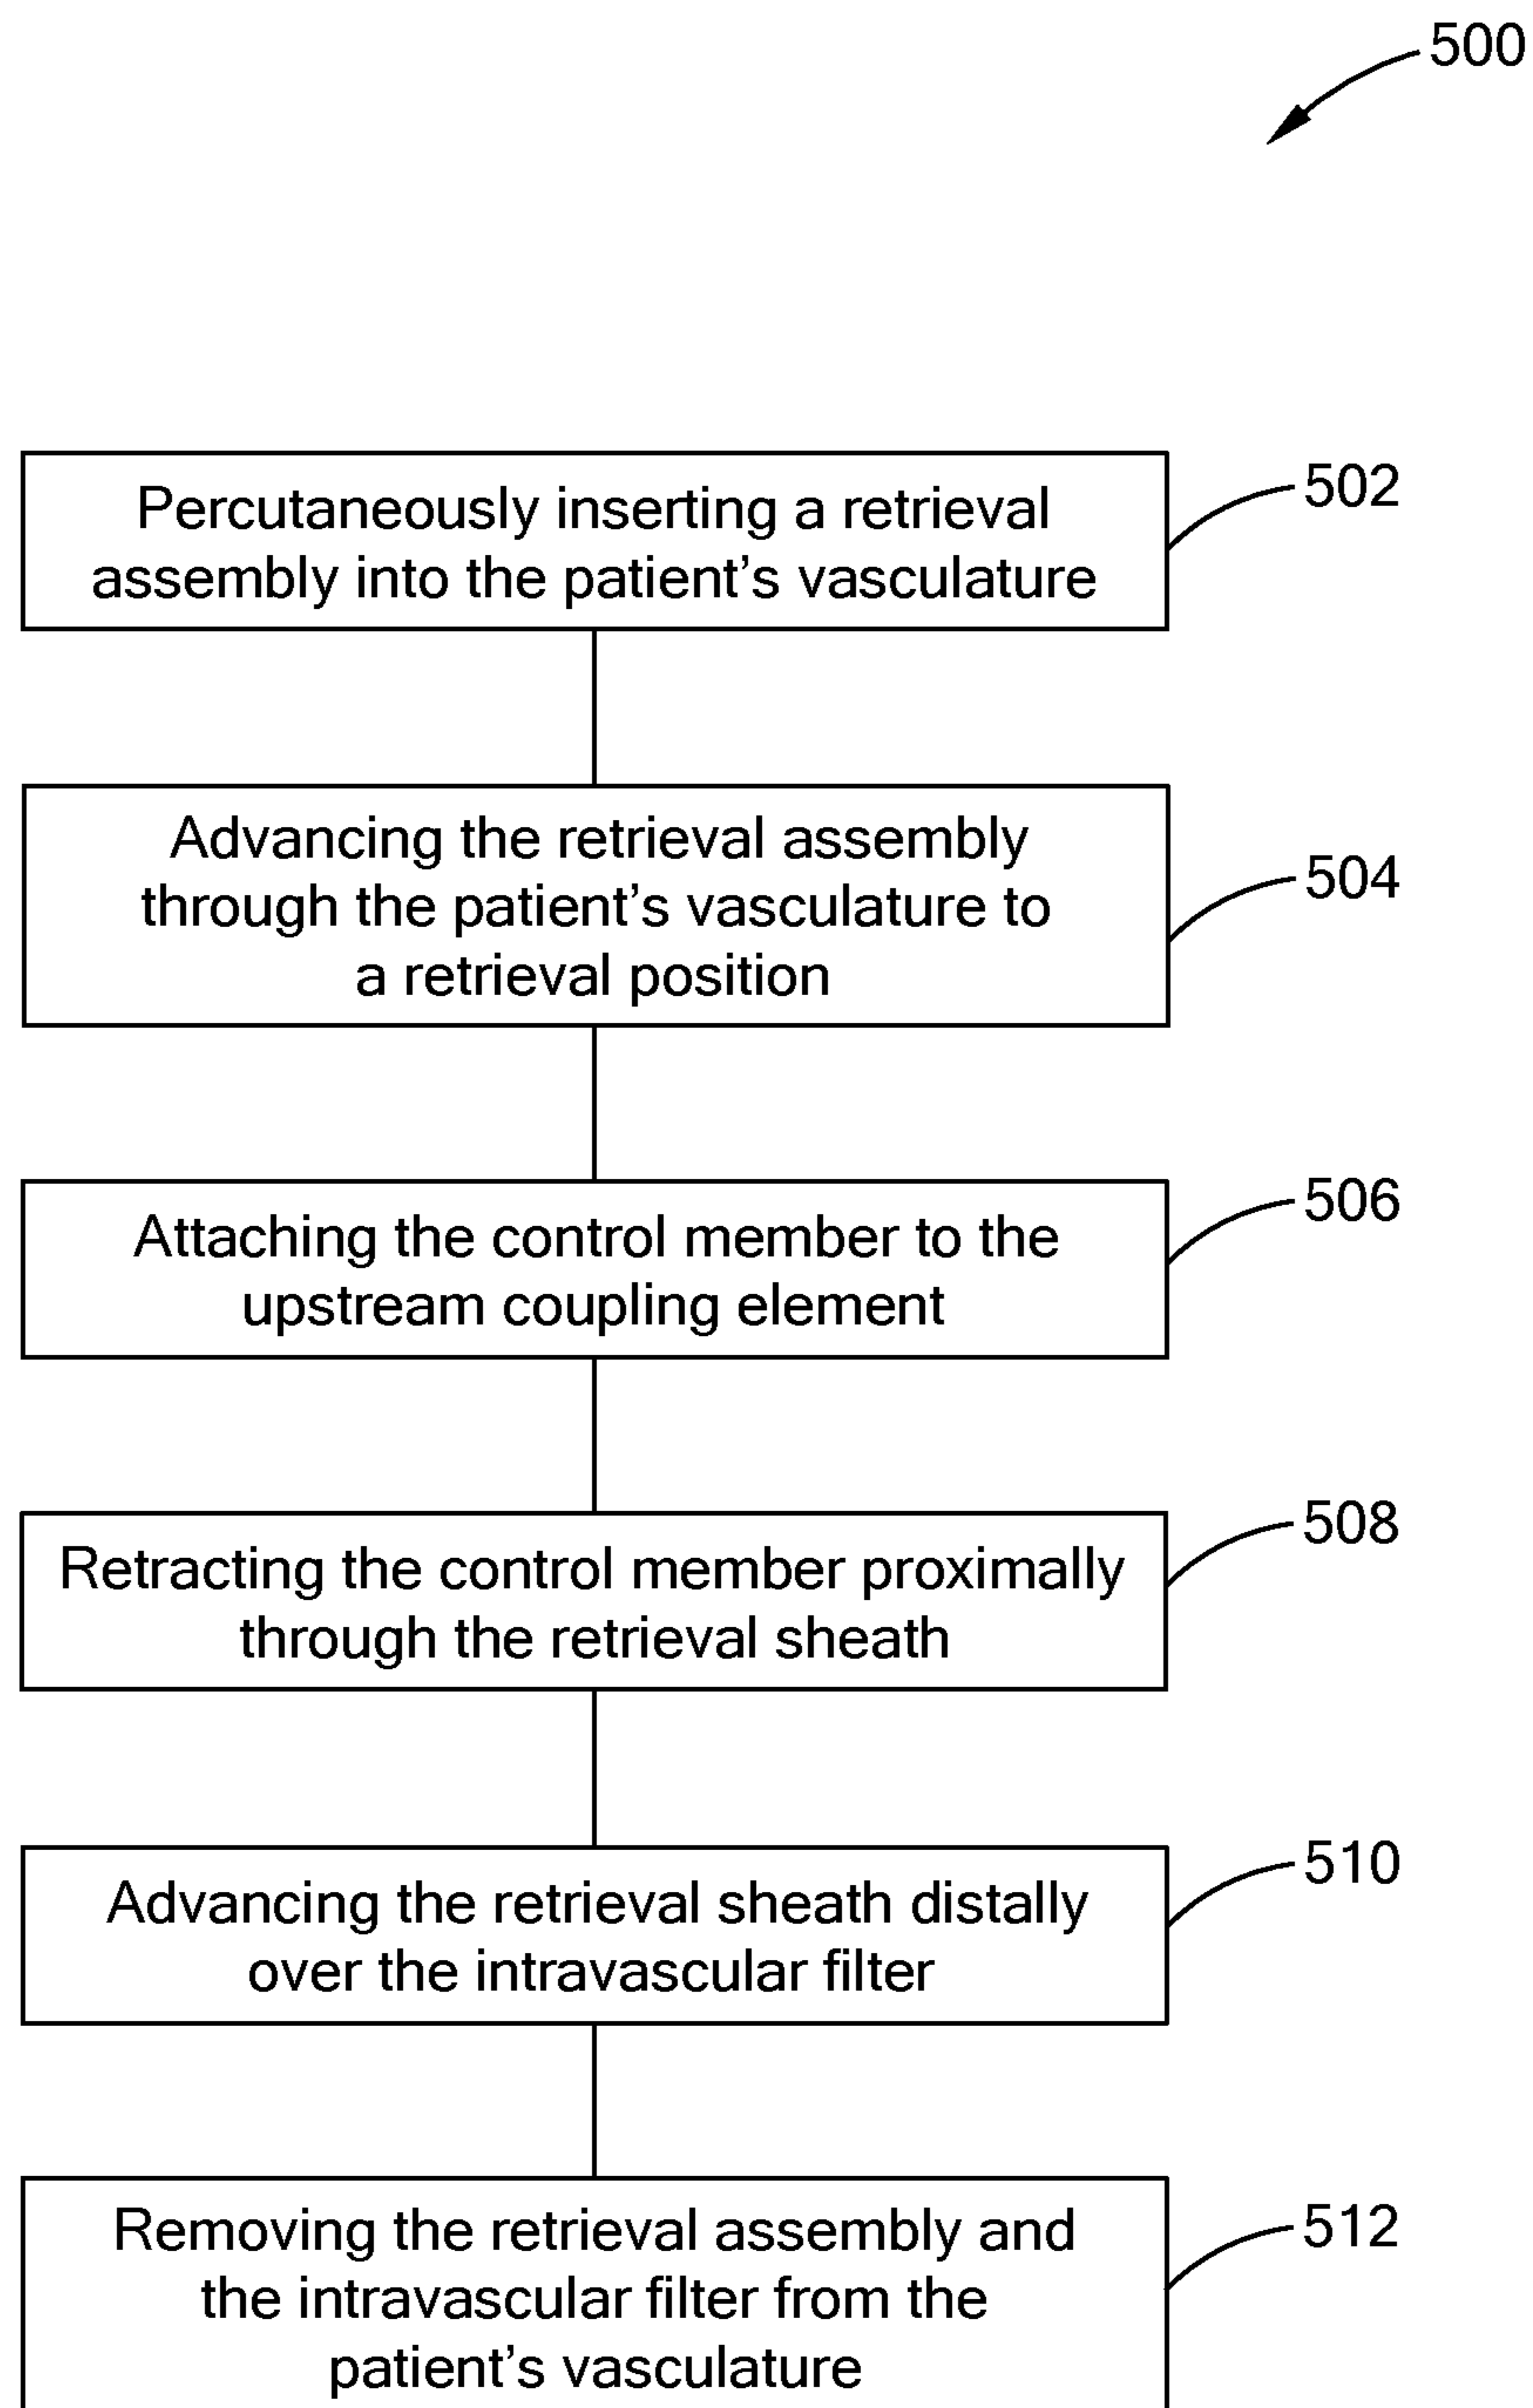 500
Percutaneously inserting a retrieval
assembly into the patient’s vasculature
502
Advancing the retrieval assembly
through the patient’s vasculature to
a retrieval position
504
Attaching the control member to the
upstream coupling element
506
Retracting the control member proximally
through the retrieval sheath
508
Advancing the retrieval sheath distally
over the intravascular filter
510
Removing the retrieval assembly and
the intravascular filter from the
patient’s vasculature
512